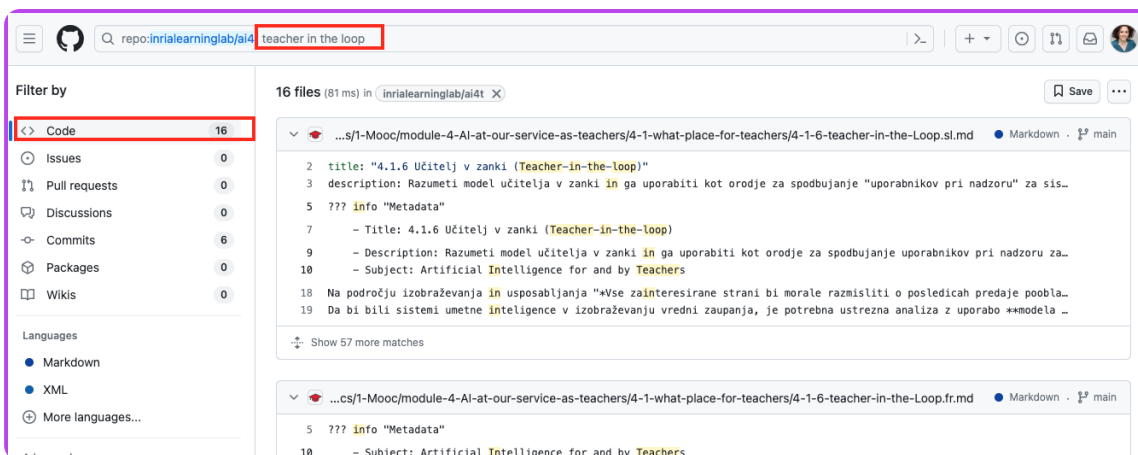 repo:inrialearninglab/ai4 teacher in the loop
Filter by
Code 16
Issues 0
Pull requests 0
Discussions 0
Commits 6
Packages 0
Wikis 0
Languages
Markdown
XML
More languages...
16 files (81 ms) in inrialearninglab/ai4t
Save
...s/1-Mooc/module-4-AI-at-our-service-as-teachers/4-1-what-place-for-teachers/4-1-6-teacher-in-the-Loop.sl.md Markdown · main
2 title: "4.1.6 Učitelj v zanki (Teacher-in-the-loop)"
3 description: Razumeti model učitelja v zanki in ga uporabiti kot orodje za spodbujanje "uporabnikov pri nadzoru" za sis…
5 ??? info "Metadata"
7 – Title: 4.1.6 Učitelj v zanki (Teacher-in-the-loop)
9 – Description: Razumeti model učitelja v zanki in ga uporabiti kot orodje za spodbujanje uporabnikov pri nadzoru za…
10 – Subject: Artificial Intelligence for and by Teachers
18 Na področju izobraževanja in usposabljanja "*Vse zainteresirane strani bi morale razmisliti o posledicah predaje poobla…
19 Da bi bili sistemi umetne inteligence v izobraževanju vredni zaupanja, je potrebna ustrezna analiza z uporabo **modela …
Show 57 more matches
...cs/1-Mooc/module-4-AI-at-our-service-as-teachers/4-1-what-place-for-teachers/4-1-6-teacher-in-the-Loop.fr.md Markdown · main
5 ??? info "Metadata"
10 – Subject: Artificial Intelligence for and by Teachers